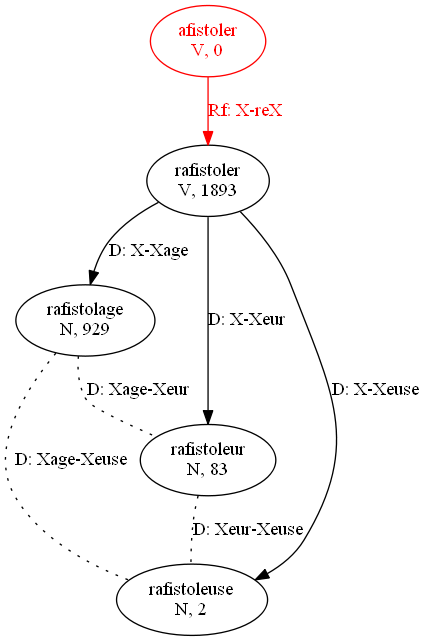 afistoler
V, 0
Rf: X-reX
rafistoler
V, 1893
D: X-Xage
rafistolage
N, 929
D: X-Xeur
D: Xage-Xeur
D: X-Xeuse
rafistoleur
N, 83
D: Xage-Xeuse
D: Xeur-Xeuse
rafistoleuse
N, 2